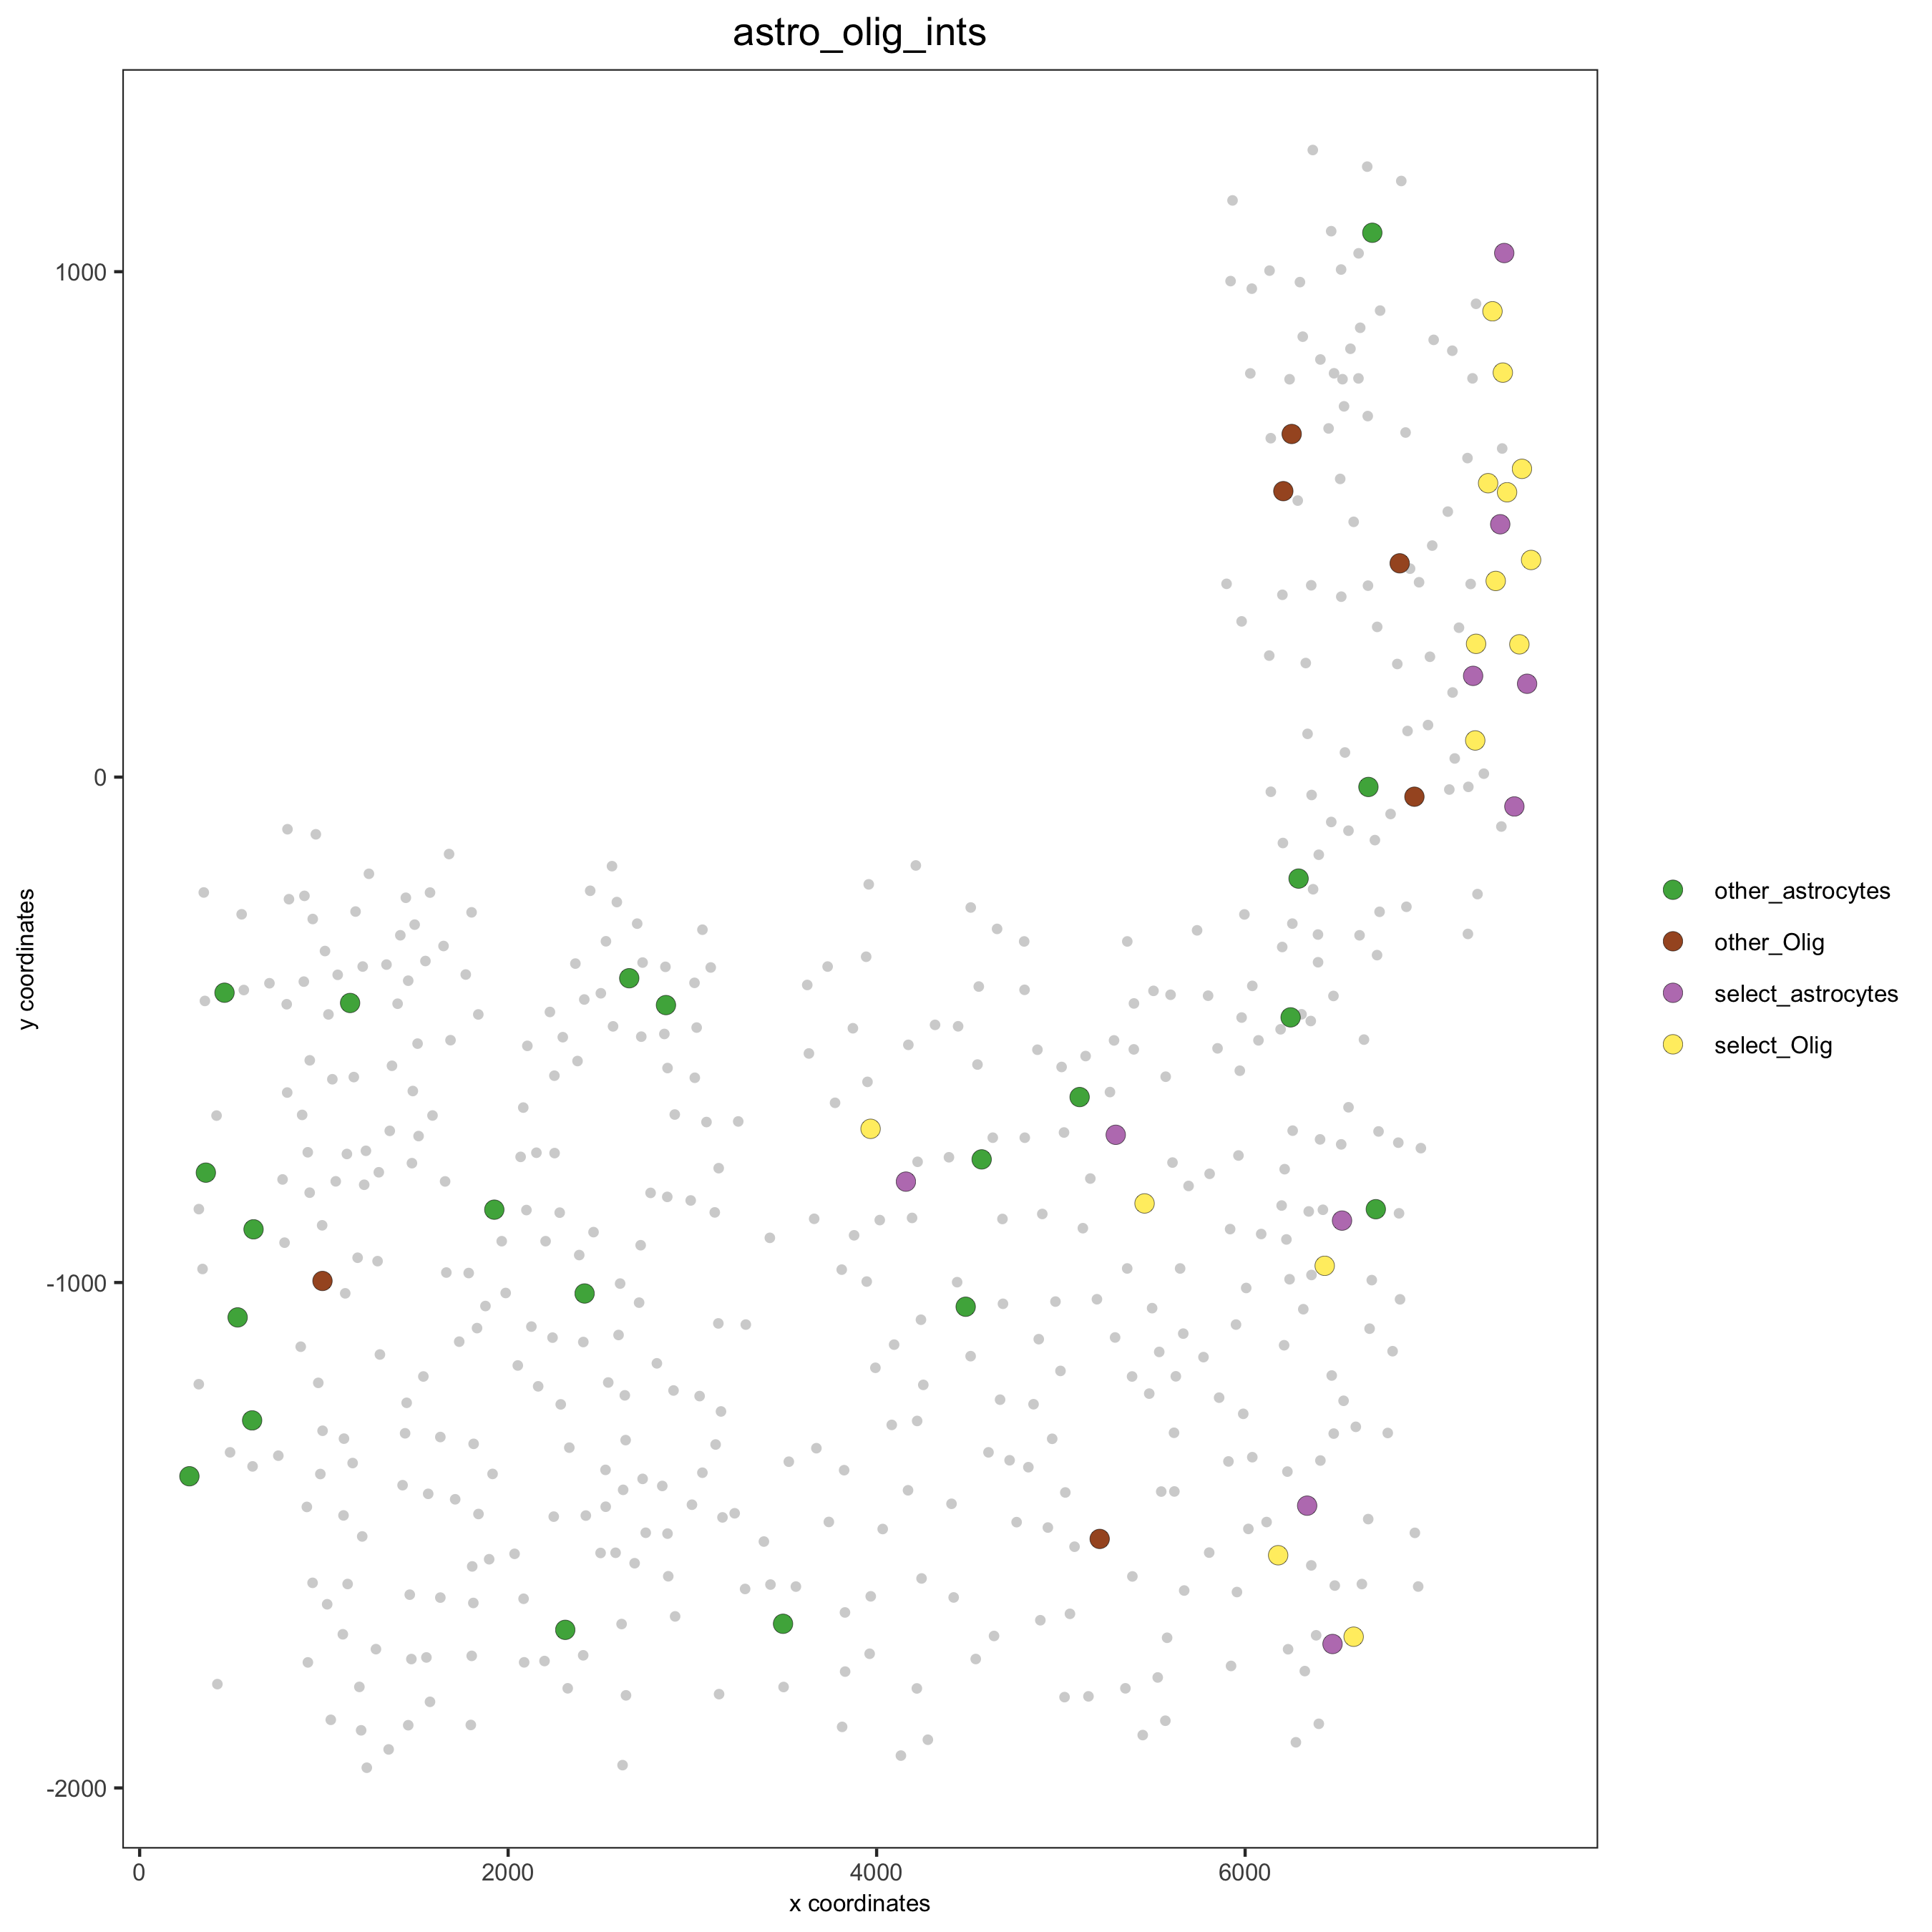 astro_olig_ints
1000
0
-1000
-2000
y coordinates
0 2000 4000 6000
x coordinates
other_astrocytes
other_Olig
select_astrocytes
select_Olig